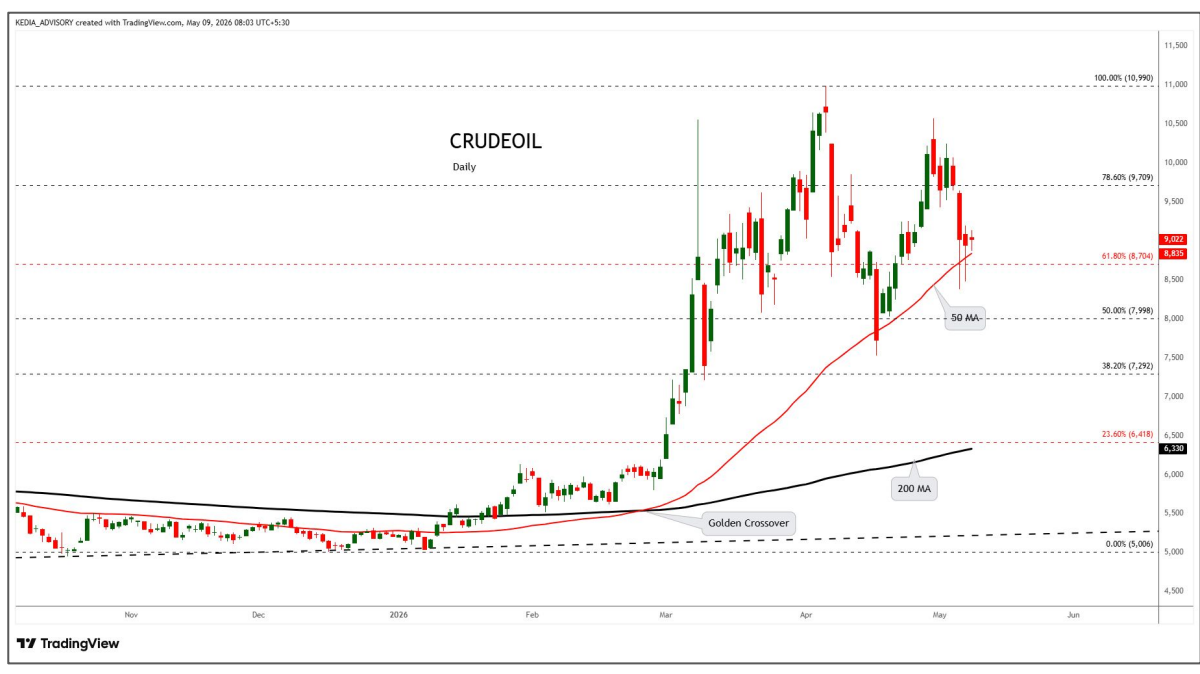 KEDIA_ADVISORY created with TradingView.com, May 09, 2026 08:03 UTC+5:30
11,500
100.00% (10,990)
11,000
10,500
CRUDEOIL
Daily
10,000
78.60% (9,709)
9,500
9,022
8,835
61.80% (8,704)
8,500
50 MA
50.00% (7,998)
8,000
7,500
38.20% (7,292)
7,000
6,500
23.60% (6,418)
6,330
6,000
200 MA
5,500
Golden Crossover
0.00% (5,006)
5,000
4,500
Nov
Dec
2026
Feb
Mar
Apr
May
Jun
TradingView